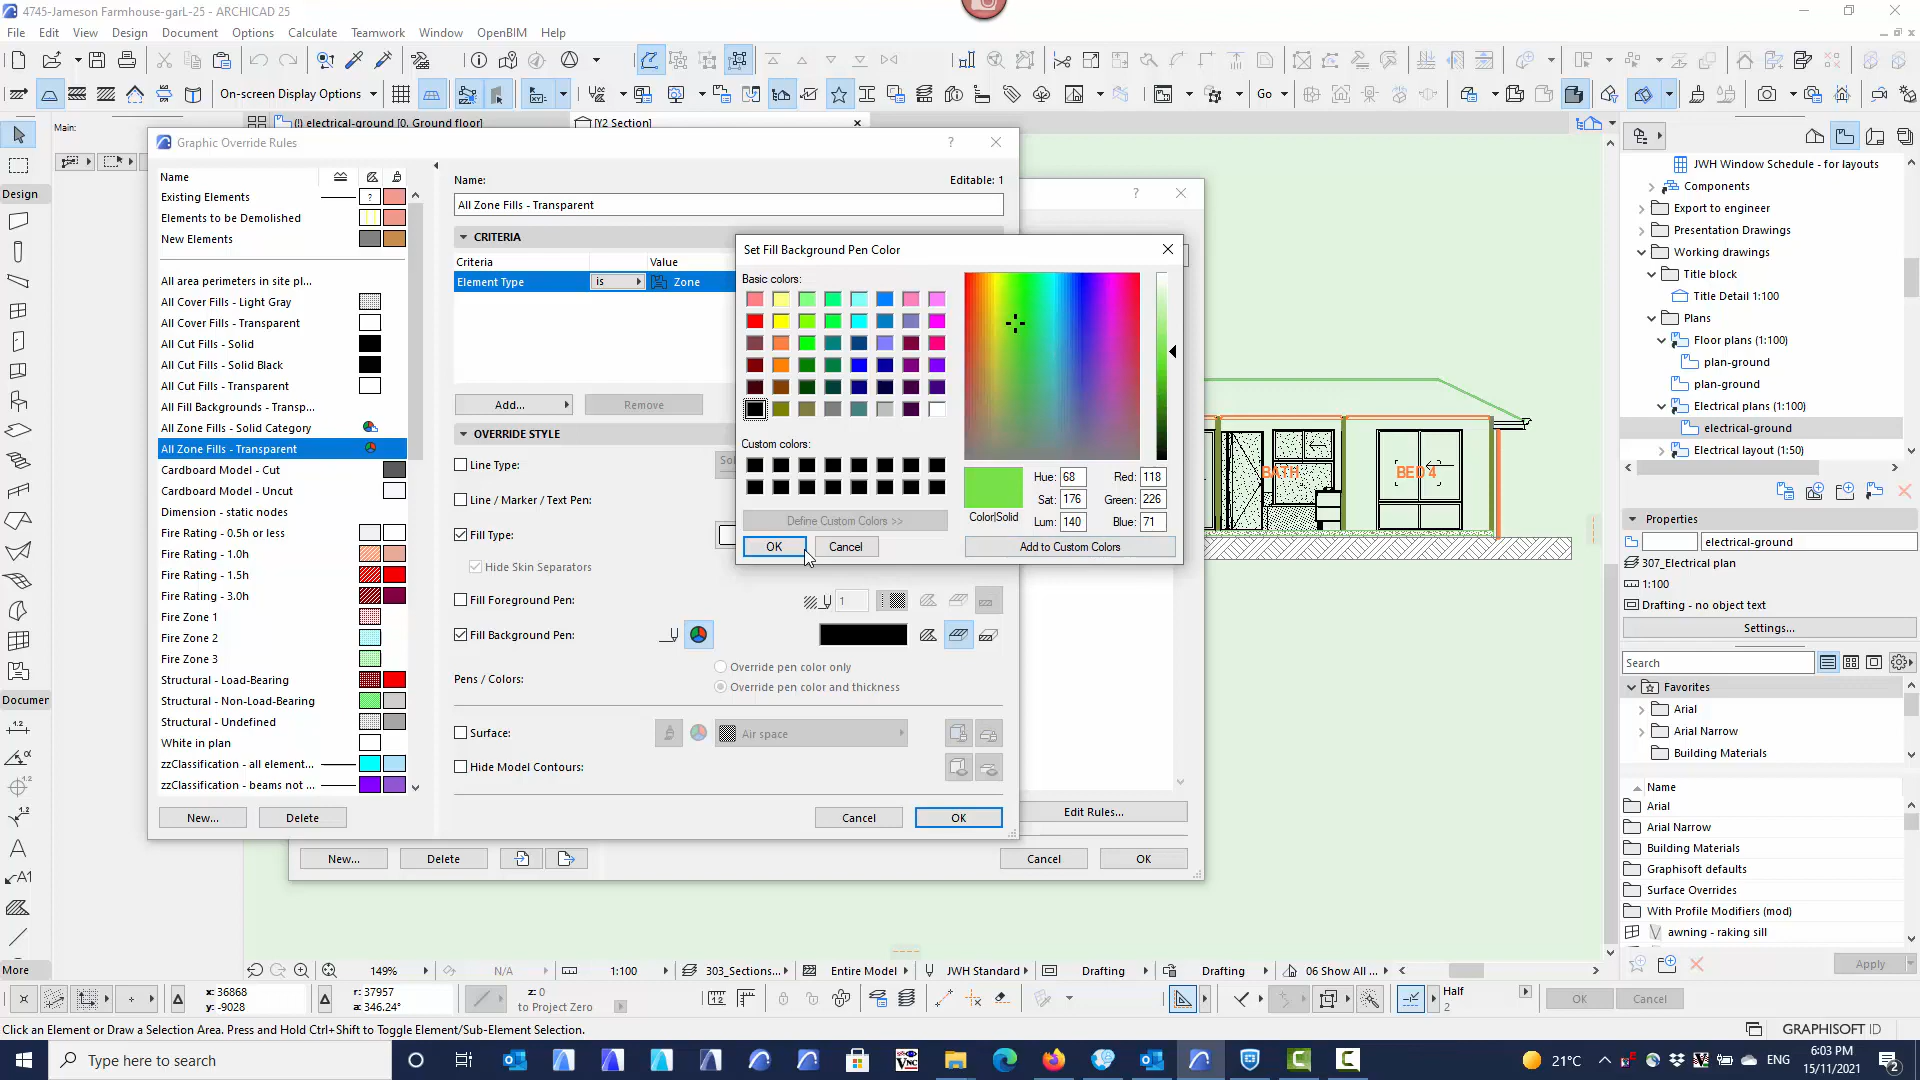 4745-Jameson Farmhouse-garL-25 - ARCHICAD 25
File Edit View Design Document Options Calculate Teamwork Window OpenBIM Help
On-screen Display Options
Go
Main:
(!) electrical-ground [0. Ground floor]
[Y2 Section]
Design
Document
More
Graphic Override Rules
Name
Existing Elements
Elements to be Demolished
New Elements
All area perimeters in site pl...
All Cover Fills - Light Gray
All Cover Fills - Transparent
All Cut Fills - Solid
All Cut Fills - Solid Black
All Cut Fills - Transparent
All Fill Backgrounds - Transp...
All Zone Fills - Solid Category
All Zone Fills - Transparent
Cardboard Model - Cut
Cardboard Model - Uncut
Dimension - static nodes
Fire Rating - 0.5h or less
Fire Rating - 1.0h
Fire Rating - 1.5h
Fire Rating - 3.0h
Fire Zone 1
Fire Zone 2
Fire Zone 3
Structural - Load-Bearing
Structural - Non-Load-Bearing
Structural - Undefined
White in plan
zzClassification - all element...
zzClassification - beams not ...
New... Delete
Name: Editable: 1
All Zone Fills - Transparent
CRITERIA
Criteria Value
Element Type is Zone
Add... Remove
OVERRIDE STYLE
Line Type:
Line / Marker / Text Pen:
Fill Type:
Hide Skin Separators
Fill Foreground Pen: 1
Fill Background Pen:
Pens / Colors: Override pen color only
Override pen color and thickness
Surface: Air space
Hide Model Contours:
Cancel OK
Edit Rules...
New... Delete Cancel OK
Set Fill Background Pen Color
Basic colors:
Custom colors:
Define Custom Colors >>
OK Cancel
Color|Solid
Hue: 68 Red: 118
Sat: 176 Green: 226
Lum: 140 Blue: 71
Add to Custom Colors
BATH BED 4
JWH Window Schedule - for layouts
Components
Export to engineer
Presentation Drawings
Working drawings
Title block
Title Detail 1:100
Plans
Floor plans (1:100)
plan-ground
plan-ground
Electrical plans (1:100)
electrical-ground
Electrical layout (1:50)
Properties
electrical-ground
307_Electrical plan
1:100
Drafting - no object text
Settings...
Search
Favorites
Arial
Arial Narrow
Building Materials
Name
Arial
Arial Narrow
Building Materials
Graphisoft defaults
Surface Overrides
With Profile Modifiers (mod)
awning - raking sill
Apply
149% N/A 1:100 303_Sections... Entire Model JWH Standard Drafting Drafting 06 Show All ...
x: 36868
y: -9028
r: 37957
a: 346.24°
z: 0
to Project Zero
Half
2
OK Cancel
Click an Element or Draw a Selection Area. Press and Hold Ctrl+Shift to Toggle Element/Sub-Element Selection.
GRAPHISOFT ID
Type here to search
21°C
ENG
6:03 PM
15/11/2021
2